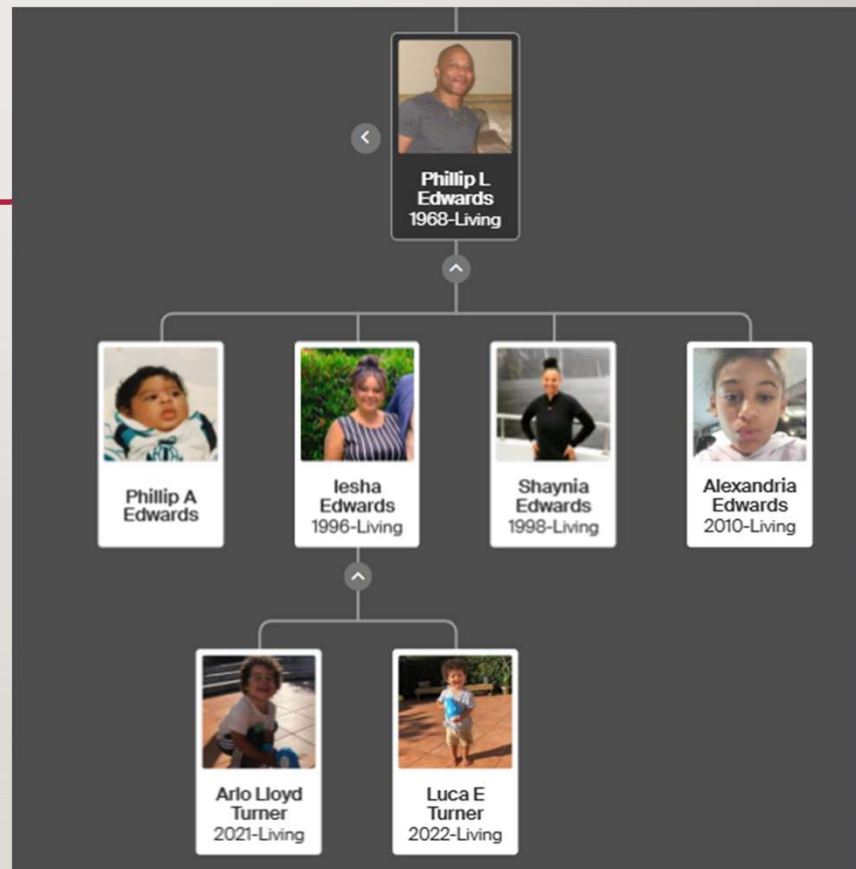 Phillip L
Edwards
1968-Living
Phillip A
Edwards
Iesha
Edwards
1996-Living
Shaynia
Edwards
1998-Living
Alexandria
Edwards
2010-Living
Arlo Lloyd
Turner
2021-Living
Luca E
Turner
2022-Living